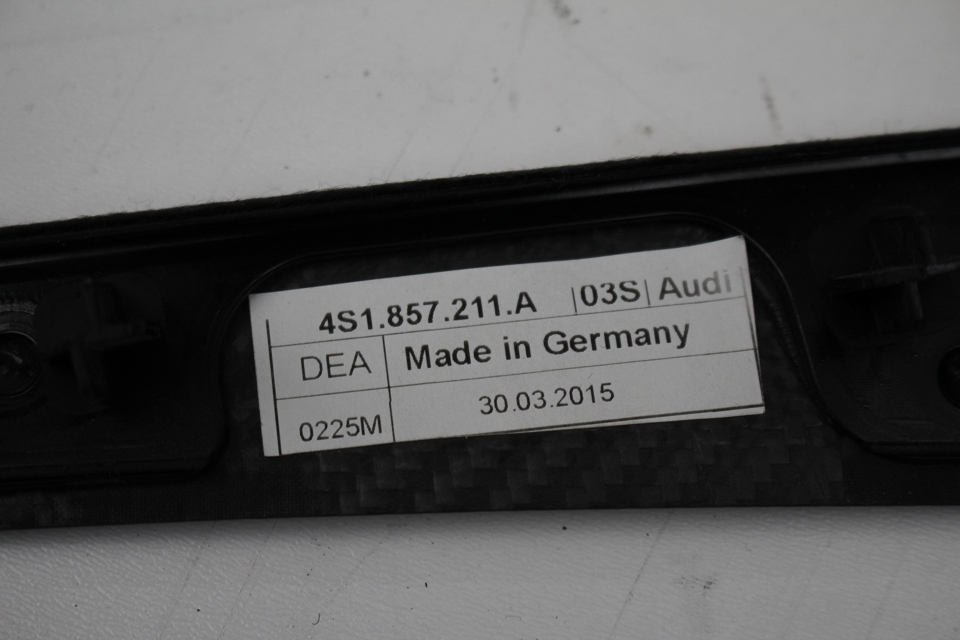 4S1.857.211.A |03S| Audi
DEA Made in Germany
0225M 30.03.2015